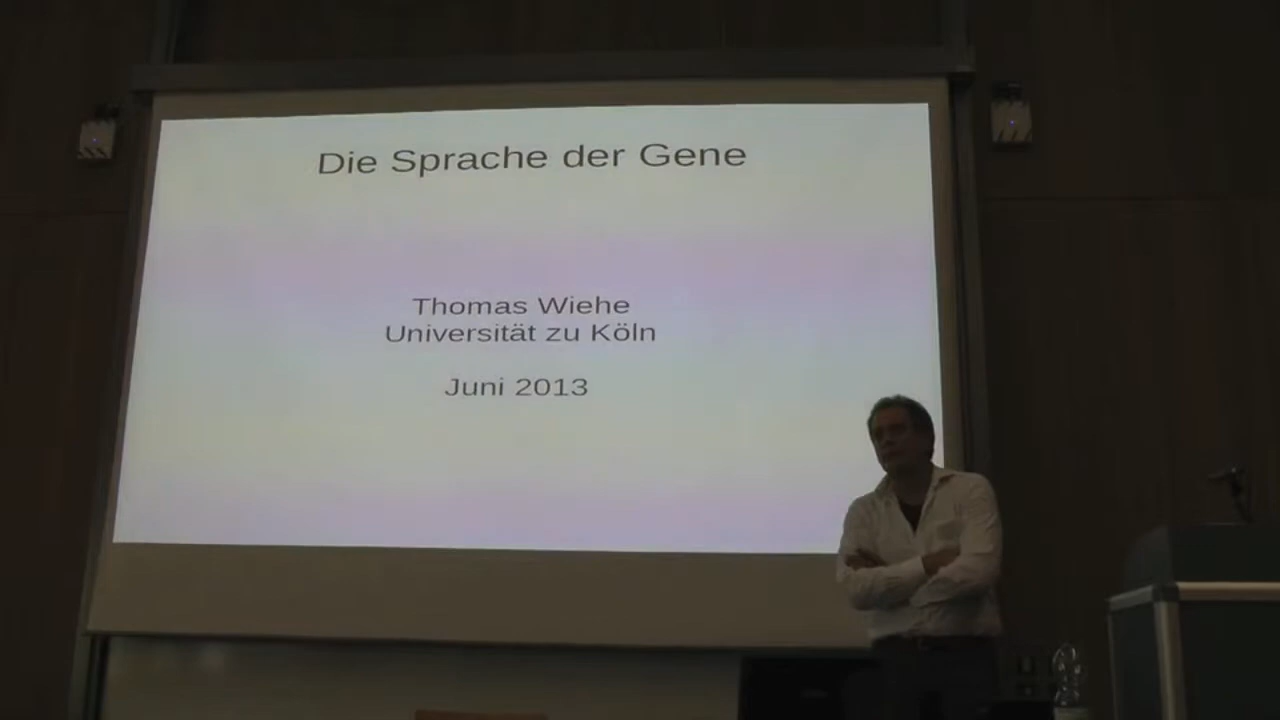 Die Sprache der Gene
Thomas Wiehe
Universität zu Köln
Juni 2013